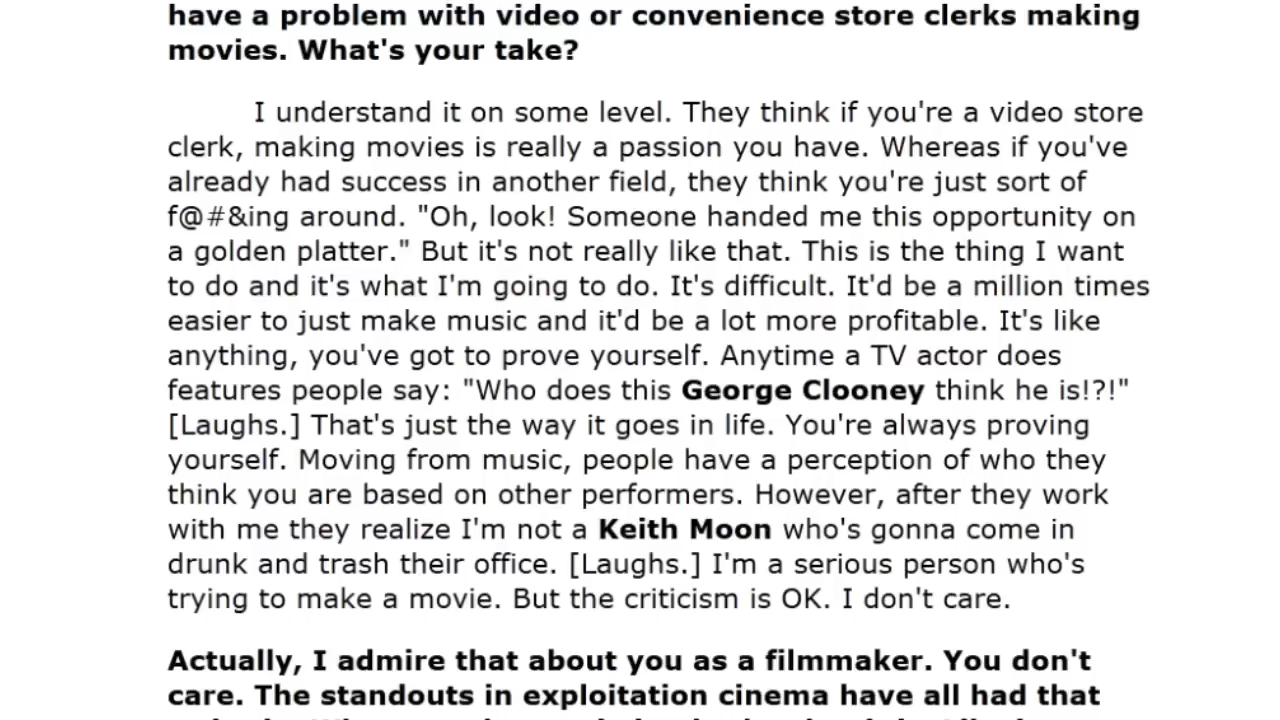 have a problem with video or convenience store clerks making
movies. What's your take?
I understand it on some level. They think if you're a video store
clerk, making movies is really a passion you have. Whereas if you've
already had success in another field, they think you're just sort of
f@#&ing around. "Oh, look! Someone handed me this opportunity on
a golden platter." But it's not really like that. This is the thing I want
to do and it's what I'm going to do. It's difficult. It'd be a million times
easier to just make music and it'd be a lot more profitable. It's like
anything, you've got to prove yourself. Anytime a TV actor does
features people say: "Who does this George Clooney think he is!?!"
[Laughs.] That's just the way it goes in life. You're always proving
yourself. Moving from music, people have a perception of who they
think you are based on other performers. However, after they work
with me they realize I'm not a Keith Moon who's gonna come in
drunk and trash their office. [Laughs.] I'm a serious person who's
trying to make a movie. But the criticism is OK. I don't care.
Actually, I admire that about you as a filmmaker. You don't
care. The standouts in exploitation cinema have all had that